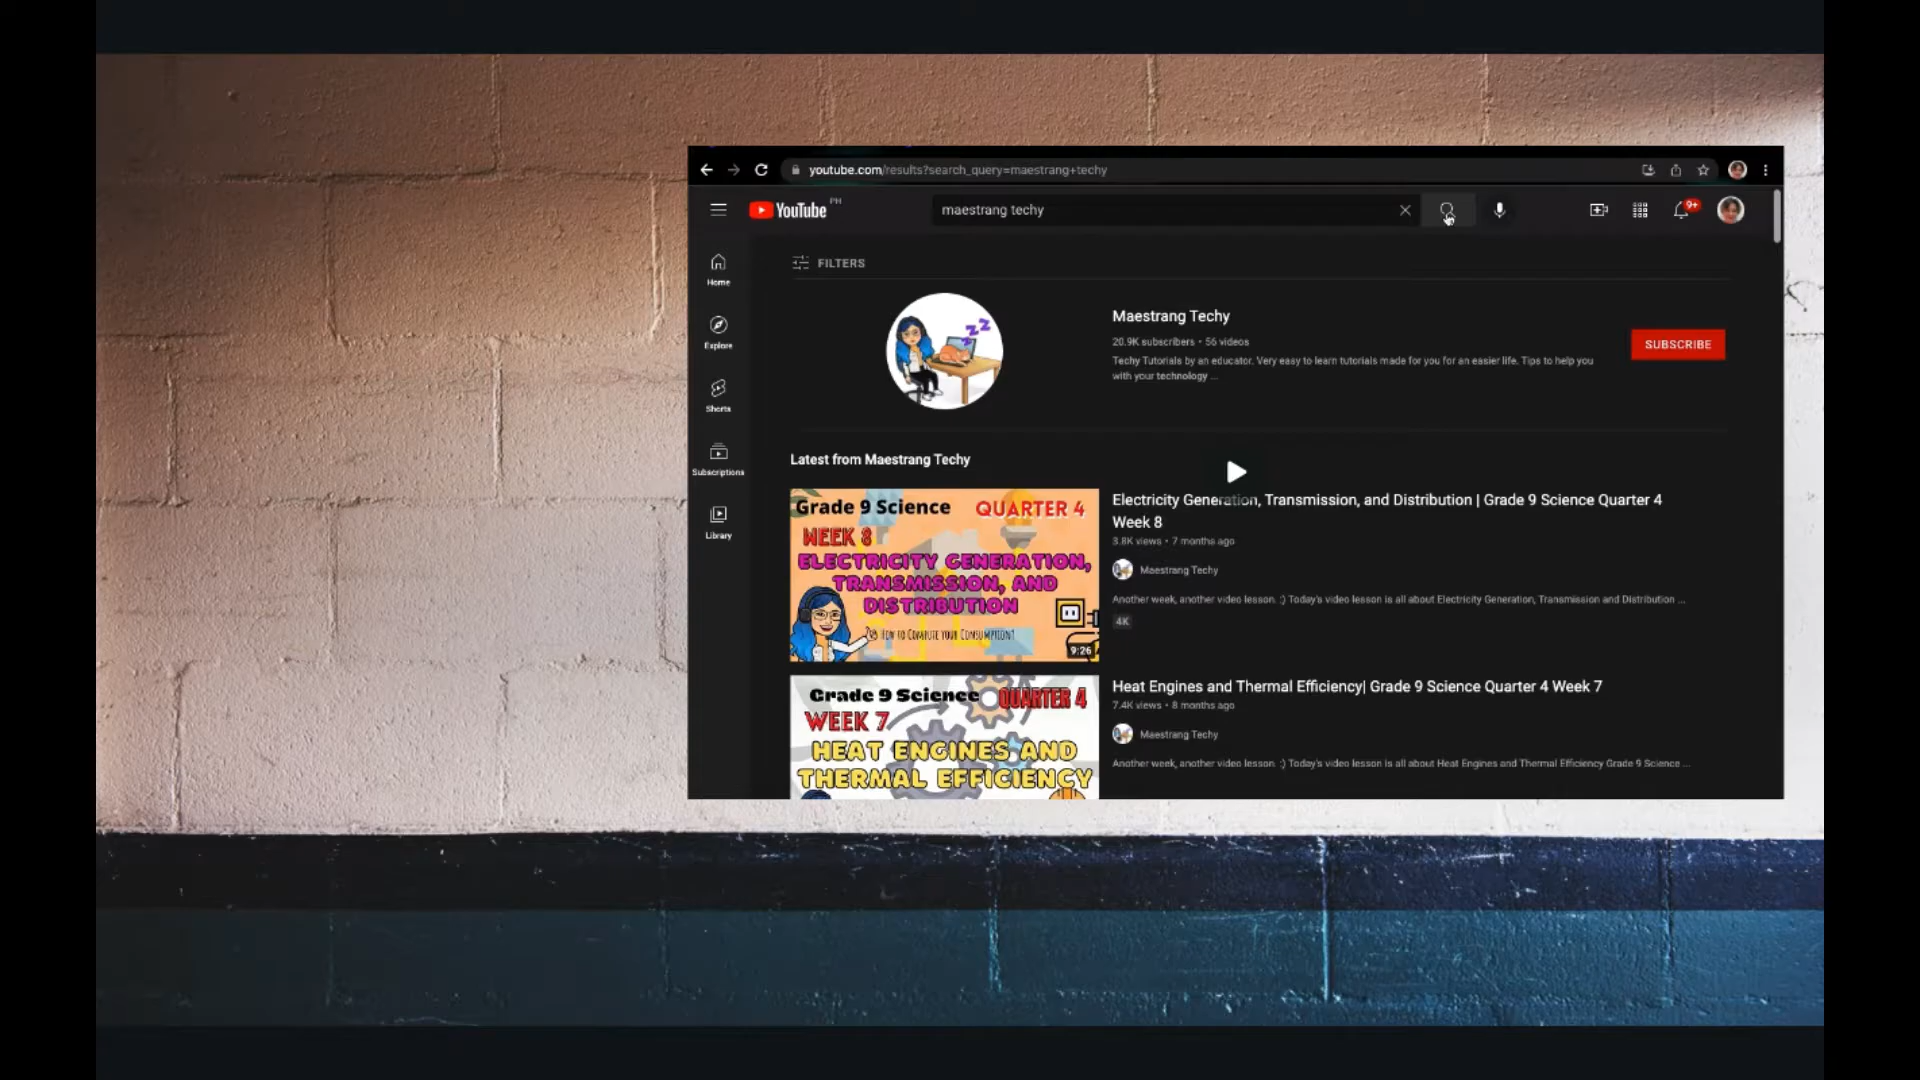 youtube.com/results?search_query=maestrang+techy
YouTube PH
maestrang techy
9+
FILTERS
Home
Explore
Shorts
Subscriptions
Library
Maestrang Techy
20.9K subscribers • 56 videos
Techy Tutorials by an educator. Very easy to learn tutorials made for you for an easier life. Tips to help you
with your technology ...
SUBSCRIBE
zz
Latest from Maestrang Techy
Grade 9 Science QUARTER 4
WEEK 8
ELECTRICITY GENERATION,
TRANSMISSION, AND
DISTRIBUTION
How to Compute your Consumption?
9:26
Electricity Generation, Transmission, and Distribution | Grade 9 Science Quarter 4
Week 8
3.8K views • 7 months ago
Maestrang Techy
Another week, another video lesson. :) Today's video lesson is all about Electricity Generation, Transmission and Distribution ...
4K
Grade 9 Science QUARTER 4
WEEK 7
HEAT ENGINES AND
THERMAL EFFICIENCY
Heat Engines and Thermal Efficiency| Grade 9 Science Quarter 4 Week 7
7.4K views • 8 months ago
Maestrang Techy
Another week, another video lesson. :) Today's video lesson is all about Heat Engines and Thermal Efficiency Grade 9 Science ...